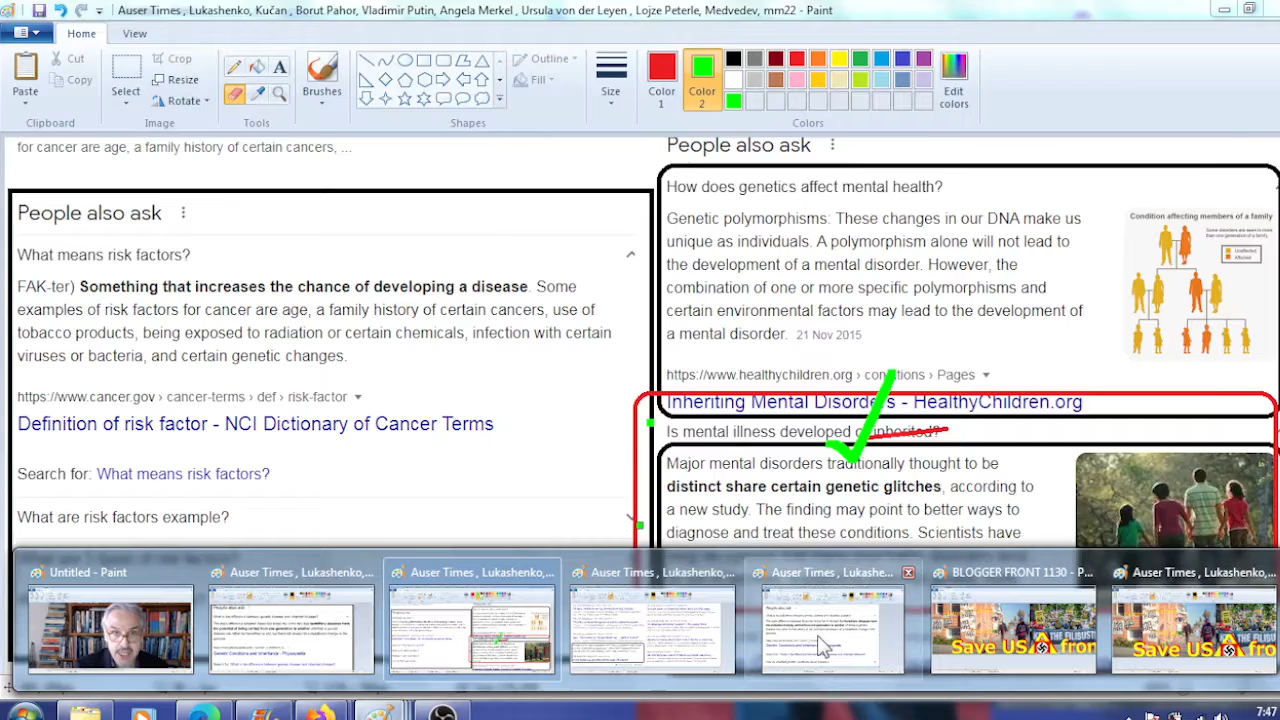 Auser Times , Lukashenko, Kučan , Borut Pahor, Vladimir Putin, Angela Merkel , Ursula von der Leyen , Lojze Peterle, Medvedev, mm22 - Paint
Home View
Paste
Cut
Copy
Select
Crop
Resize
Rotate
Brushes
Outline
Fill
Size
Color 1
Color 2
Edit colors
Clipboard Image Tools Shapes Colors
for cancer are age, a family history of certain cancers, ...
People also ask
What means risk factors?
FAK-ter) Something that increases the chance of developing a disease. Some
examples of risk factors for cancer are age, a family history of certain cancers, use of
tobacco products, being exposed to radiation or certain chemicals, infection with certain
viruses or bacteria, and certain genetic changes.
https://www.cancer.gov › cancer-terms › def › risk-factor
Definition of risk factor - NCI Dictionary of Cancer Terms
Search for: What means risk factors?
What are risk factors example?
People also ask
How does genetics affect mental health?
Genetic polymorphisms: These changes in our DNA make us
unique as individuals. A polymorphism alone will not lead to
the development of a mental disorder. However, the
combination of one or more specific polymorphisms and
certain environmental factors may lead to the development of
a mental disorder. 21 Nov 2015
Condition affecting members of a family
https://www.healthychildren.org › conditions › Pages
Inheriting Mental Disorders - HealthyChildren.org
Is mental illness developed or inherited?
Major mental disorders traditionally thought to be
distinct share certain genetic glitches, according to
a new study. The finding may point to better ways to
diagnose and treat these conditions. Scientists have
Untitled - Paint
Auser Times , Lukashenko,...
Auser Times , Lukashenko,...
Auser Times , Lukashenko,...
Auser Times , Lukashe...
BLOGGER FRONT 1130 - P...
Auser Times , Lukashenko,
Save US
fro
7:47